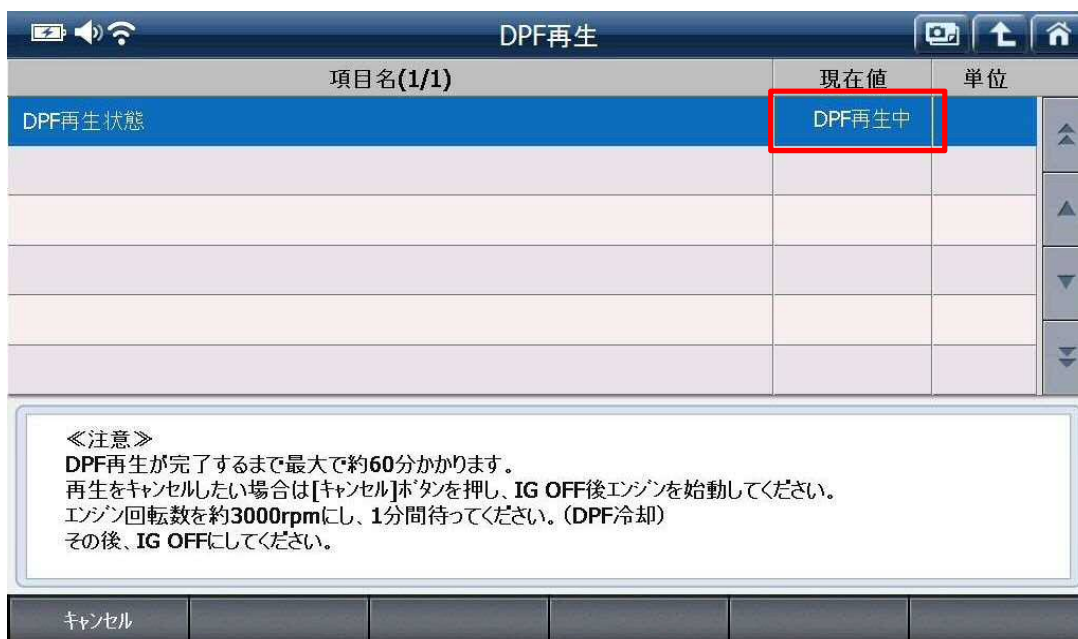 DPF再生
項目名(1/1) 現在値 単位
DPF再生状態 DPF再生中
≪注意≫
DPF再生が完了するまで最大で約60分かかります。
再生をｷｬﾝｾﾙしたい場合は[ｷｬﾝｾﾙ]ﾎﾞﾀﾝを押し、IG OFF後ｴﾝｼﾞﾝを始動してください。
ｴﾝｼﾞﾝ回転数を約3000rpmにし、1分間待ってください。（DPF冷却）
その後、IG OFFにしてください。
ｷｬﾝｾﾙ